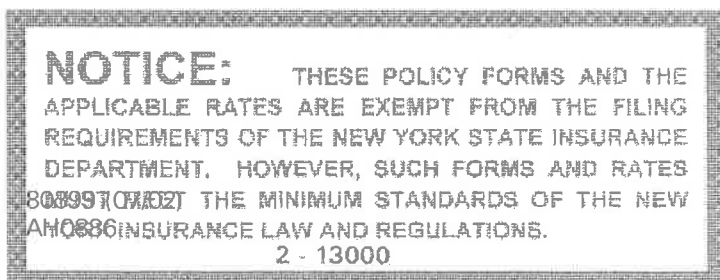 NOTICE: THESE POLICY FORMS AND THE
APPLICABLE RATES ARE EXEMPT FROM THE FILING
REQUIREMENTS OF THE NEW YORK STATE INSURANCE
DEPARTMENT. HOWEVER, SUCH FORMS AND RATES
THE MINIMUM STANDARDS OF THE NEW
INSURANCE LAW AND REGULATIONS.
2 - 13000